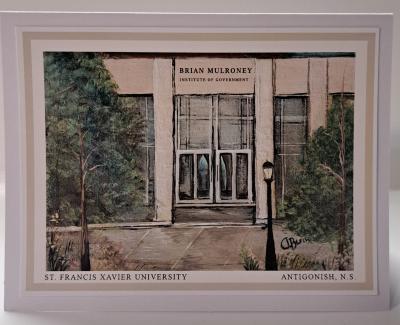 BRIAN MULRONEY
INSTITUTE OF GOVERNMENT
ST. FRANCIS XAVIER UNIVERSITY
ANTIGONISH, N.S.